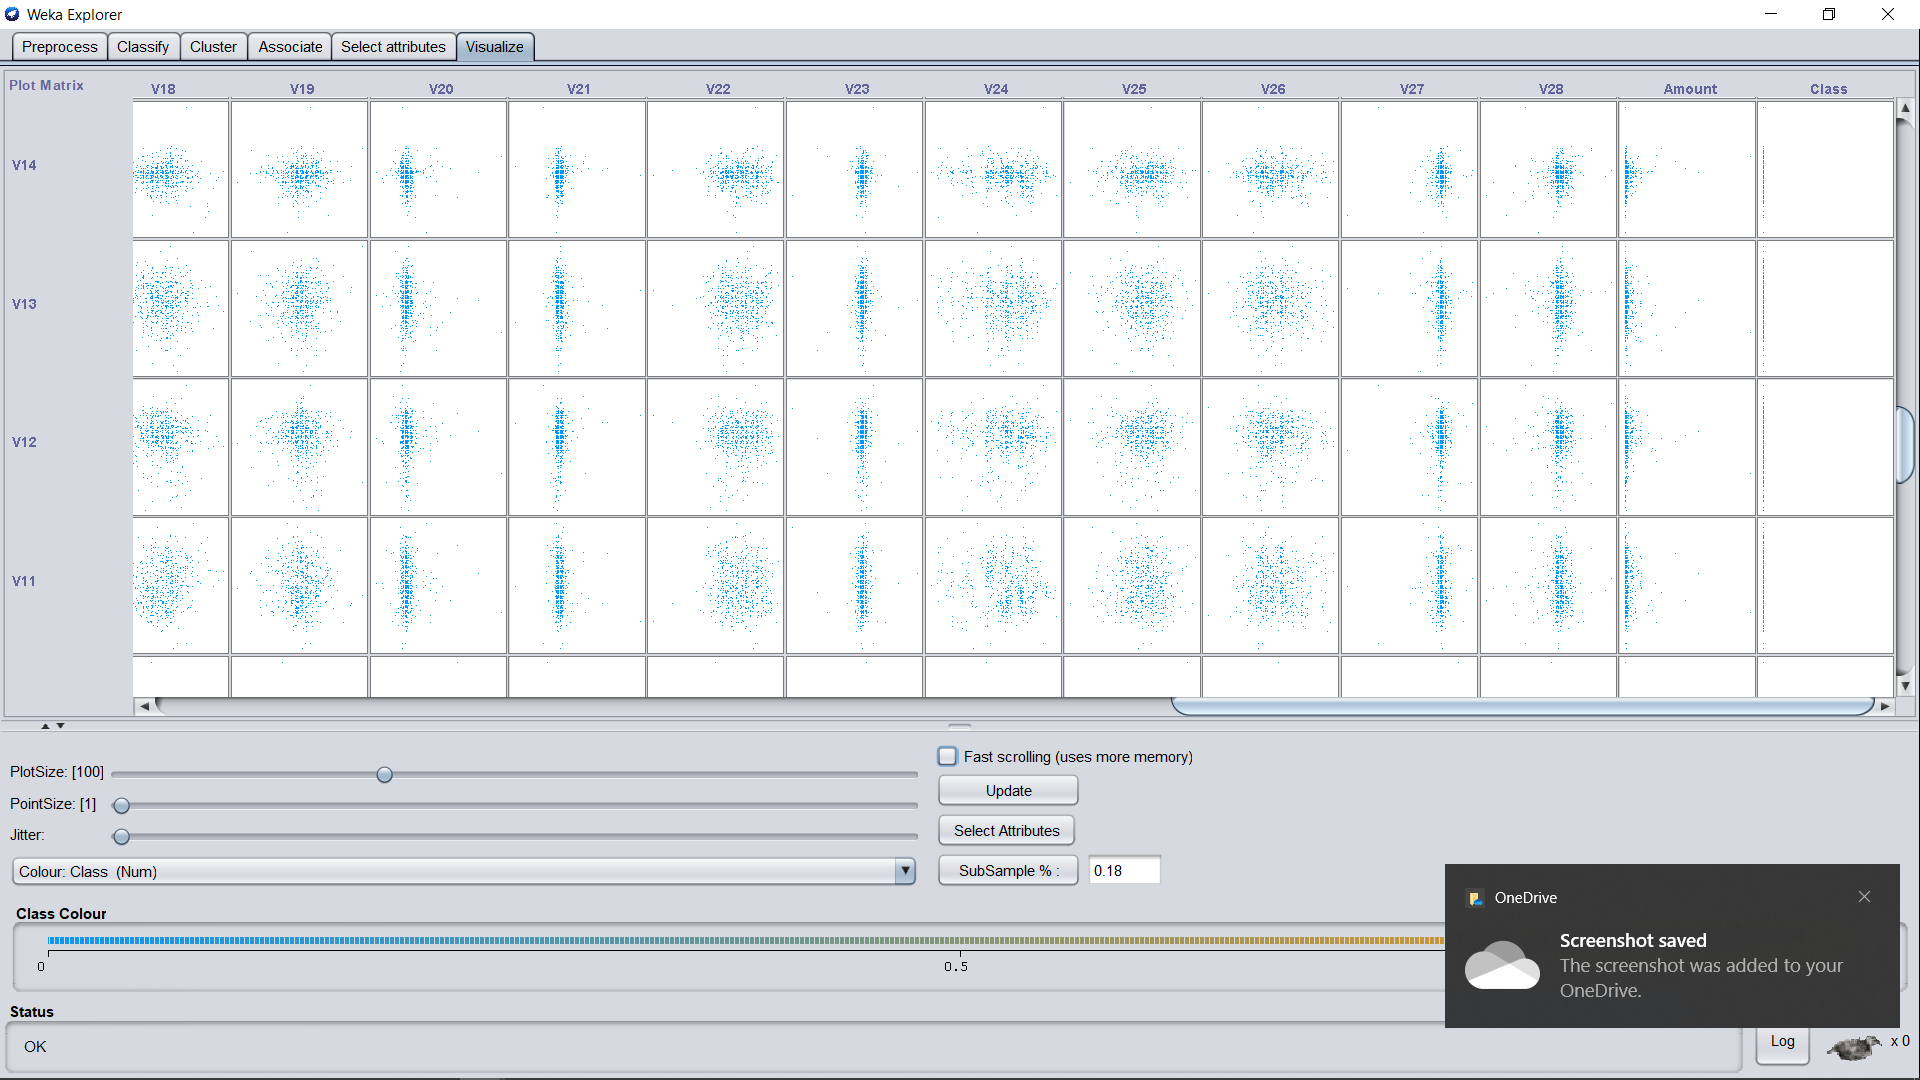 Weka Explorer
Preprocess Classify Cluster Associate Select attributes Visualize
Plot Matrix V18 V19 V20 V21 V22 V23 V24 V25 V26 V27 V28 Amount Class
V14
V13
V12
V11
PlotSize: [100]
PointSize: [1]
Jitter:
Colour: Class (Num)
Fast scrolling (uses more memory)
Update
Select Attributes
SubSample % : 0.18
Class Colour
0 0.5
OneDrive
Screenshot saved
The screenshot was added to your
OneDrive.
Status
OK
Log x 0